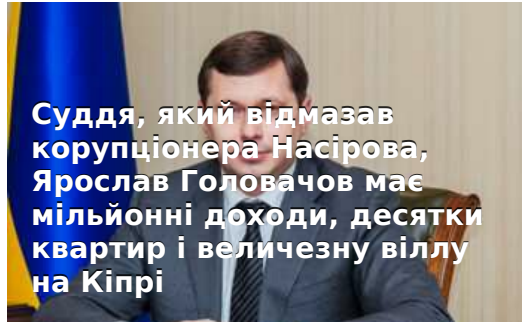 Суддя, який відмазав
корупціонера Насірова,
Ярослав Головачов має
мільйонні доходи, десятки
квартир і величезну віллу
на Кіпрі